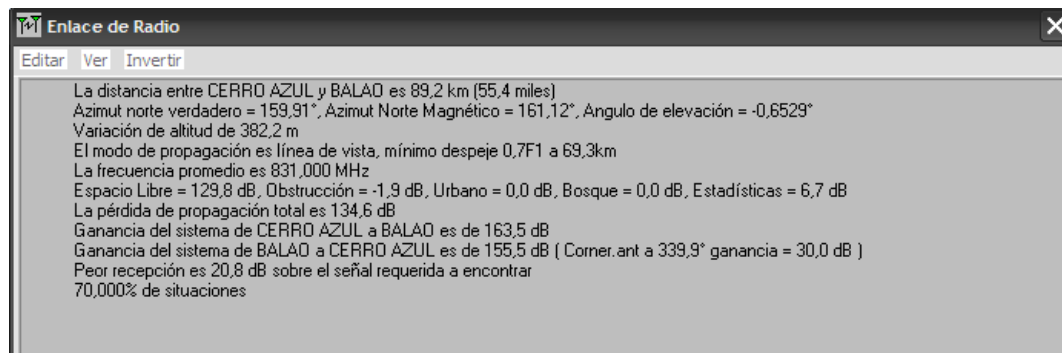 Enlace de Radio
Editar Ver Invertir
La distancia entre CERRO AZUL y BALAO es 89,2 km (55,4 miles)
Azimut norte verdadero = 159,91°, Azimut Norte Magnético = 161,12°, Angulo de elevación = -0,6529°
Variación de altitud de 382,2 m
El modo de propagación es línea de vista, mínimo despeje 0,7F1 a 69,3km
La frecuencia promedio es 831,000 MHz
Espacio Libre = 129,8 dB, Obstrucción = -1,9 dB, Urbano = 0,0 dB, Bosque = 0,0 dB, Estadísticas = 6,7 dB
La pérdida de propagación total es 134,6 dB
Ganancia del sistema de CERRO AZUL a BALAO es de 163,5 dB
Ganancia del sistema de BALAO a CERRO AZUL es de 155,5 dB ( Corner.ant a 339,9° ganancia = 30,0 dB )
Peor recepción es 20,8 dB sobre el señal requerida a encontrar
70,000% de situaciones